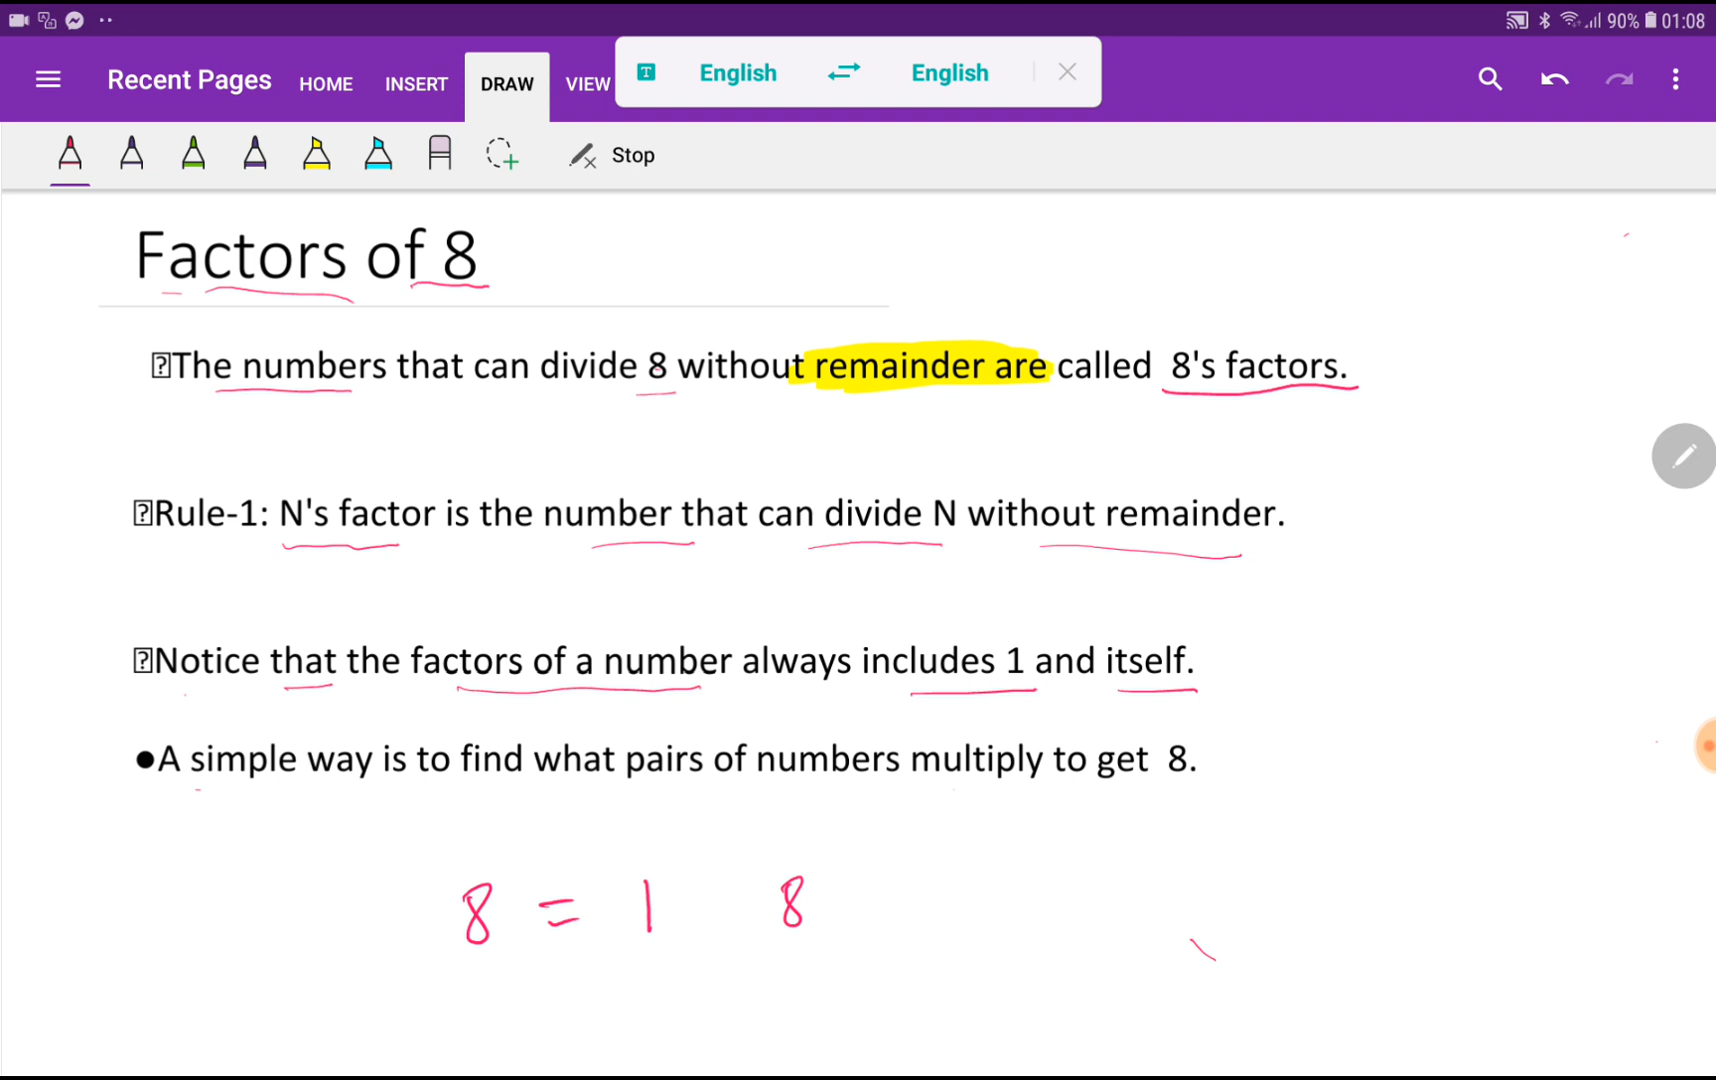 90% 01:08
Recent Pages HOME INSERT DRAW VIEW English English
Stop
Factors of 8
The numbers that can divide 8 without remainder are called 8's factors.
Rule-1: N's factor is the number that can divide N without remainder.
Notice that the factors of a number always includes 1 and itself.
●A simple way is to find what pairs of numbers multiply to get 8.
8 = 1 8